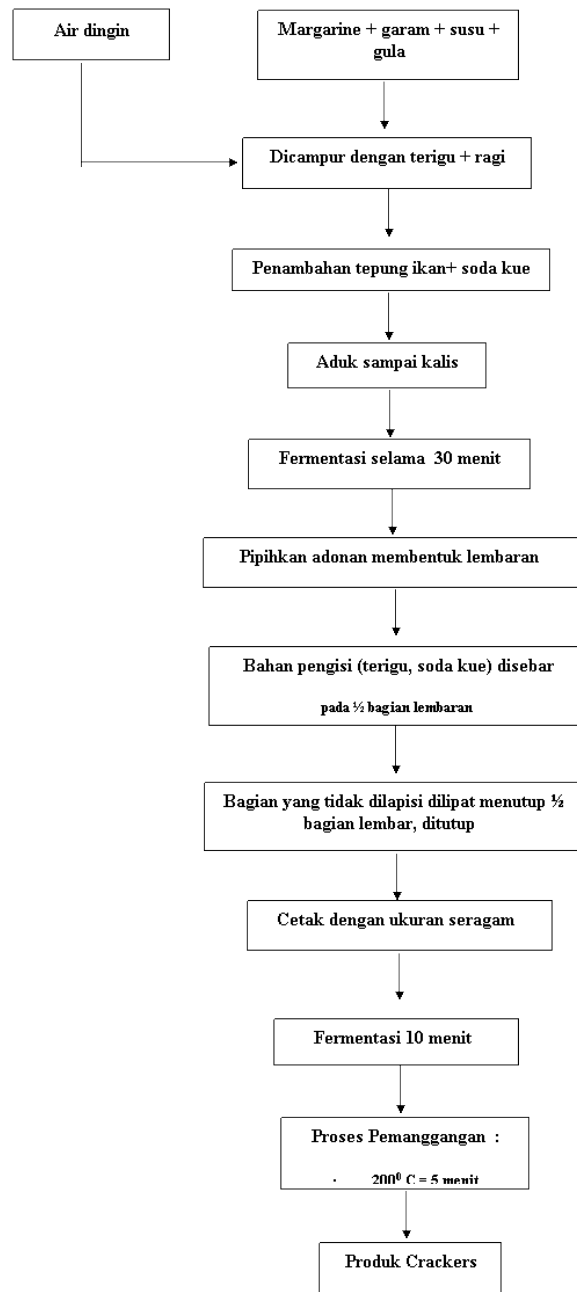 Air dingin
Margarine + garam + susu +
gula
Dicampur dengan terigu + ragi
Penambahan tepung ikan+ soda kue
Aduk sampai kalis
Fermentasi selama  30 menit
Pipihkan adonan membentuk lembaran
Bahan pengisi (terigu, soda kue) disebar
pada ½ bagian lembaran
Bagian yang tidak dilapisi dilipat menutup ½
bagian lembar, ditutup
Cetak dengan ukuran seragam
Fermentasi 10 menit
Proses Pemanggangan  :
· 200⁰ C = 5 menit
Produk Crackers